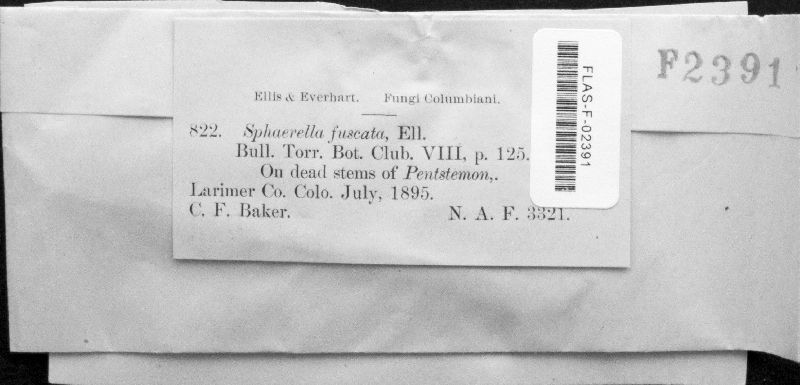 Ellis & Everhart. Fungi Columbiani.
822. Sphaerella fuscata, Ell.
Bull. Torr. Bot. Club. VIII, p. 125.
On dead stems of Pentstemon,.
Larimer Co. Colo. July, 1895.
C. F. Baker. N. A. F. 3321.
FLAS-F-02391
F2391